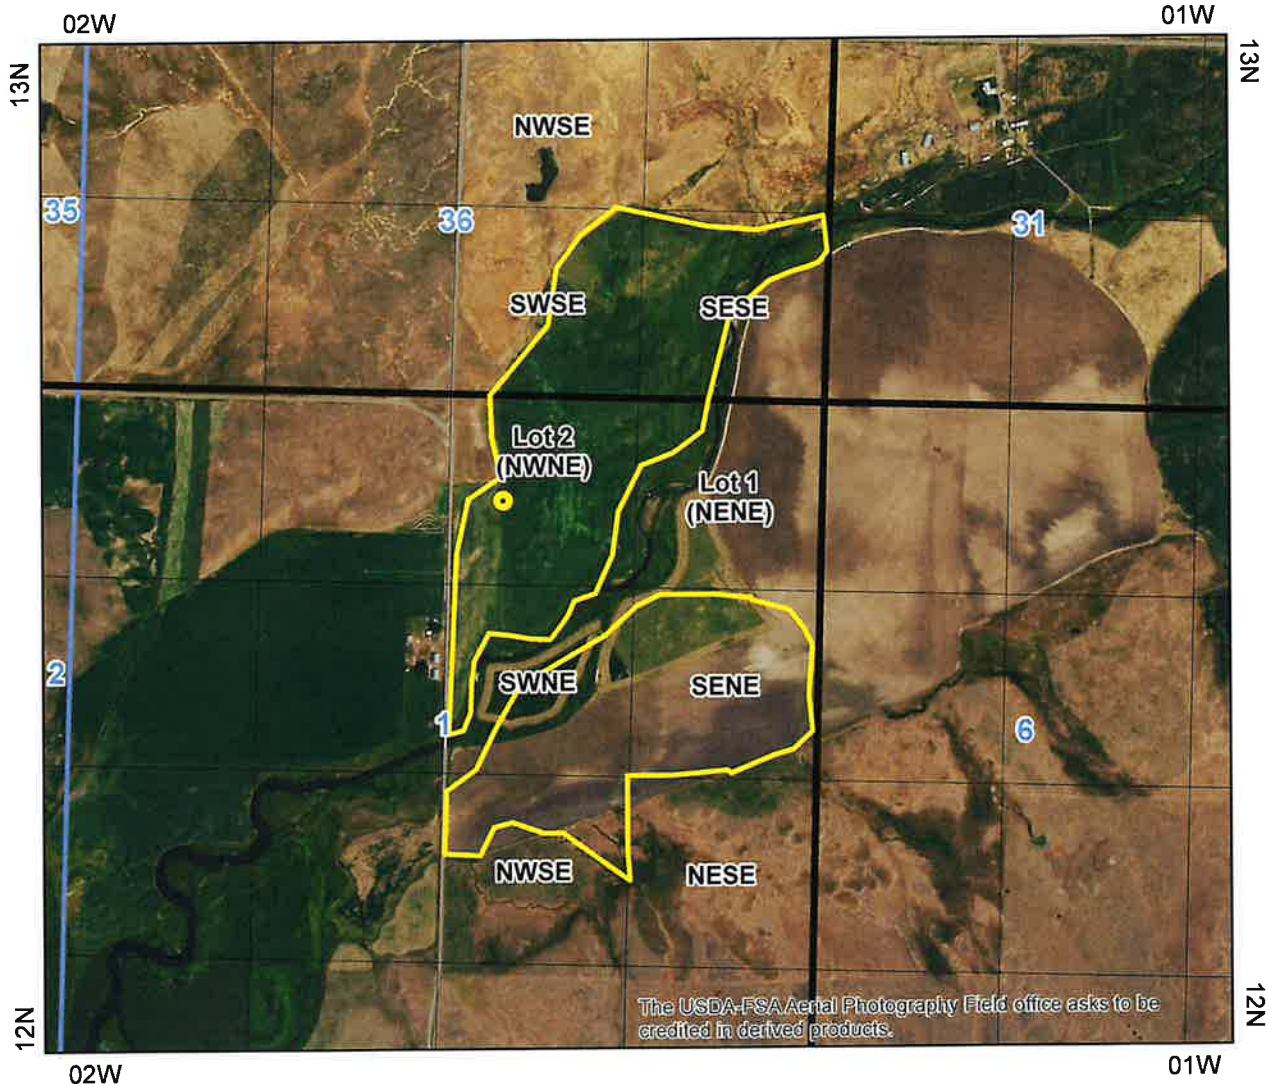 02W
01W
13N
13N
NWSE
35
36
31
SWSE
SESE
Lot 2
(NWNE)
Lot 1
(NENE)
2
SWNE
SENE
1
6
NWSE
NESE
The USDA-FSA Aerial Photography Field office asks to be
credited in derived products.
12N
12N
02W
01W